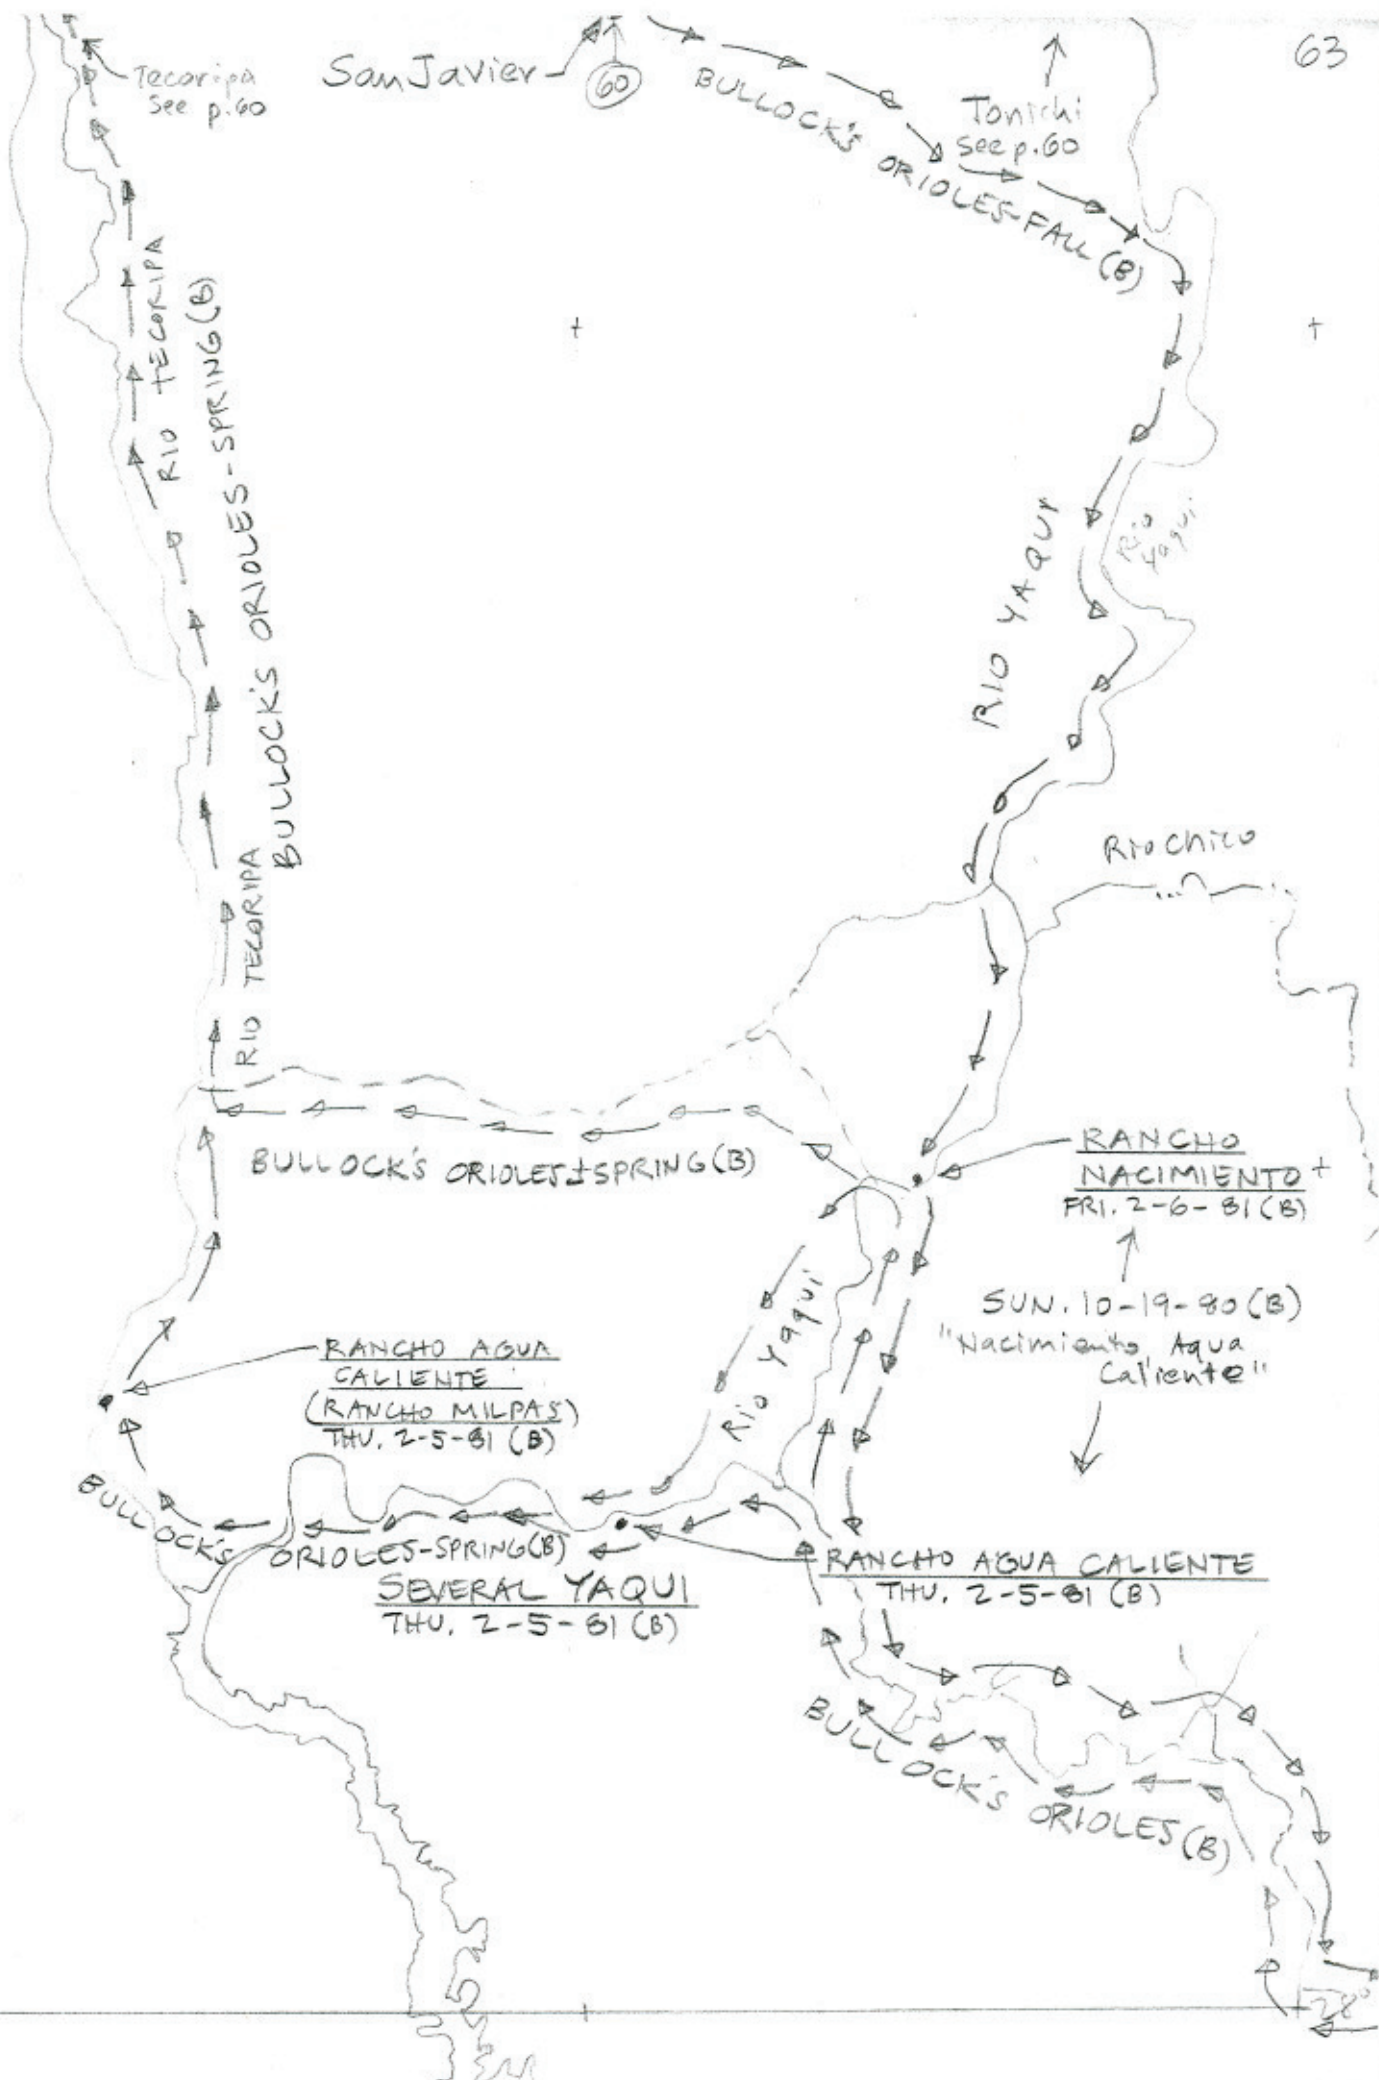 63
Tecoripa
See p.60
San Javier
60
BULLOCK'S ORIOLES-FALL (B)
Tonichi
See p.60
RIO TECORIPA
BULLOCK'S ORIOLES-SPRING (B)
RIO YAQUI
Rio
Yaqui
Rio Chico
RIO TECORIPA
BULLOCK'S ORIOLES±SPRING (B)
RANCHO
NACIMIENTO
FRI. 2-6-81 (B)
SUN. 10-19-80 (B)
"Nacimiento Aqua
Caliente"
Rio Yaqui
RANCHO AGUA
CALIENTE
(RANCHO MILPAS)
THU. 2-5-81 (B)
BULLOCK'S ORIOLES-SPRING (B)
SEVERAL YAQUI
THU. 2-5-81 (B)
RANCHO AGUA CALIENTE
THU. 2-5-81 (B)
BULLOCK'S ORIOLES (B)
28°